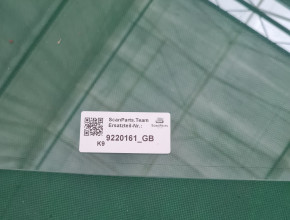 ScanParts.Team
Ersatzteil-Nr.:
9220161_GB
K9